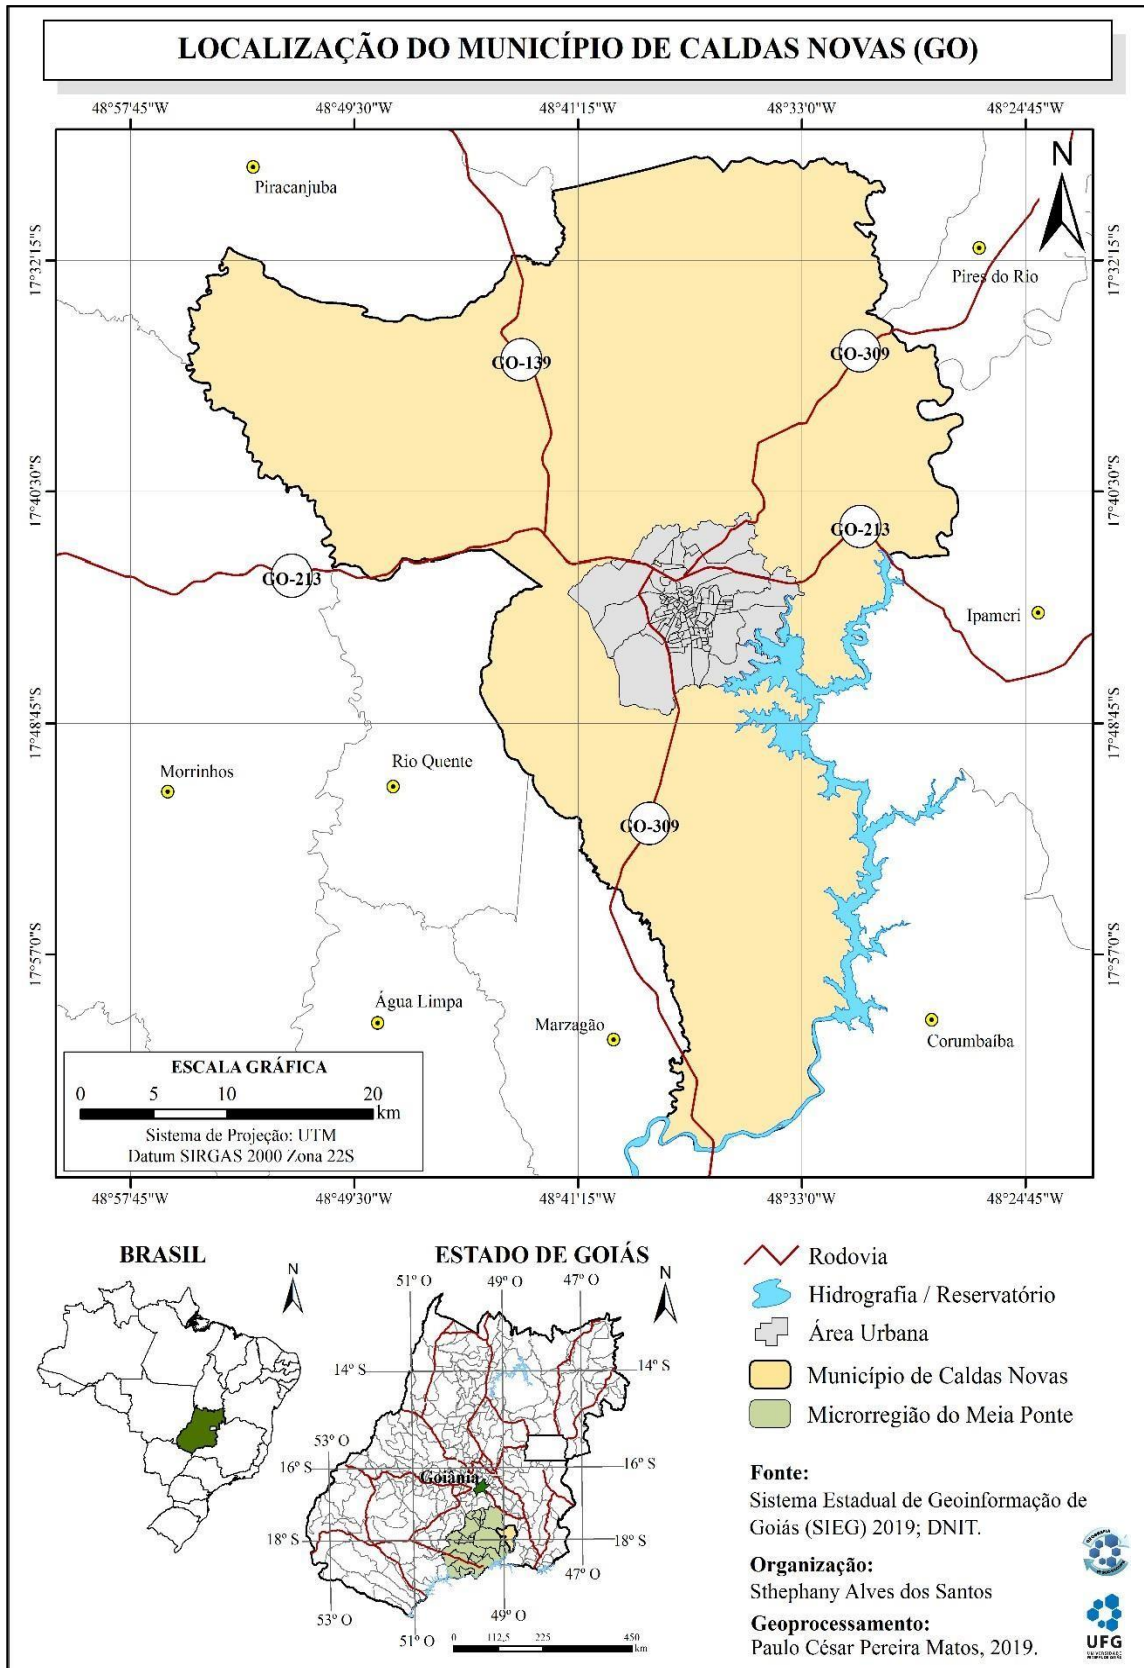 LOCALIZAÇÃO DO MUNICÍPIO DE CALDAS NOVAS (GO)
48°57'45"W 48°49'30"W 48°41'15"W 48°33'0"W 48°24'45"W
N
Piracanjuba
Pires do Rio
17°32'15"S 17°32'15"S
GO-139
GO-309
17°40'30"S 17°40'30"S
GO-213
GO-213
Ipameri
17°48'45"S 17°48'45"S
Morrinhos
Rio Quente
GO-309
17°57'0"S 17°57'0"S
Água Limpa
Marzagão
Corumbaíba
ESCALA GRÁFICA
0 5 10 20
km
Sistema de Projeção: UTM
Datum SIRGAS 2000 Zona 22S
48°57'45"W 48°49'30"W 48°41'15"W 48°33'0"W 48°24'45"W
BRASIL
N
ESTADO DE GOIÁS
N
51° O 49° O 47° O
14° S 14° S
53° O
16° S 16° S
Goiânia
18° S 18° S
47° O
53° O 49° O
51° O
0 112,5 225 450
km
Rodovia
Hidrografia / Reservatório
Área Urbana
Município de Caldas Novas
Microrregião do Meia Ponte
Fonte:
Sistema Estadual de Geoinformação de
Goiás (SIEG) 2019; DNIT.
Organização:
Sthephany Alves dos Santos
Geoprocessamento:
Paulo César Pereira Matos, 2019.
UFG